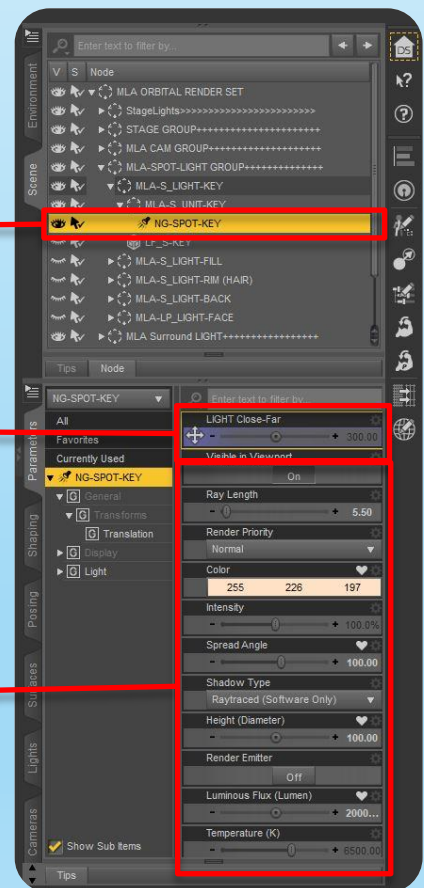 Enter text to filter by...
DS
V S Node
MLA ORBITAL RENDER SET
StageLights>>>>>>>>>>>>>>>>>>>>>>>>
STAGE GROUP++++++++++++++++++++++
MLA CAM GROUP++++++++++++++++++++
MLA-SPOT-LIGHT GROUP++++++++++++++
MLA-S_LIGHT-KEY
MLA-S_UNIT-KEY
NG-SPOT-KEY
LF_S-KEY
MLA-S_LIGHT-FILL
MLA-S_LIGHT-RIM (HAIR)
MLA-S_LIGHT-BACK
MLA-LP_LIGHT-FACE
MLA Surround LIGHT+++++++++++++++++
Environment
Scene
Tips Node
NG-SPOT-KEY
Enter text to filter by...
All
Favorites
Currently Used
NG-SPOT-KEY
G General
G Transforms
G Translation
G Display
G Light
Show Sub Items
Parameters
Shaping
Posing
Surfaces
Lights
Cameras
LIGHT Close-Far
- + 300.00
Visible in Viewport
On
Ray Length
- + 5.50
Render Priority
Normal
Color
255 226 197
Intensity
- + 100.0%
Spread Angle
- + 100.00
Shadow Type
Raytraced (Software Only)
Height (Diameter)
- + 100.00
Render Emitter
Off
Luminous Flux (Lumen)
- + 2000...
Temperature (K)
- + 6500.00
Tips